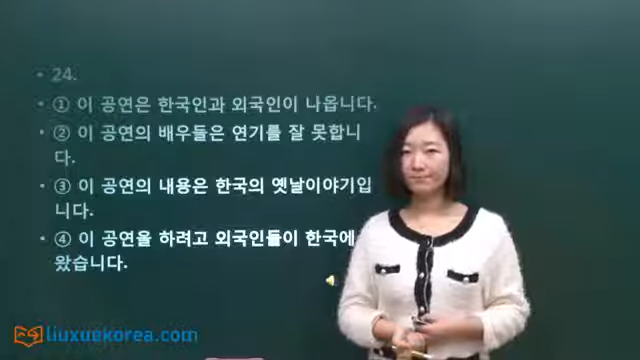 • 24.
• ① 이 공연은 한국인과 외국인이 나옵니다.
• ② 이 공연의 배우들은 연기를 잘 못합니
다.
• ③ 이 공연의 내용은 한국의 옛날이야기입
니다.
• ④ 이 공연을 하려고 외국인들이 한국에
왔습니다.
liuxuekorea.com